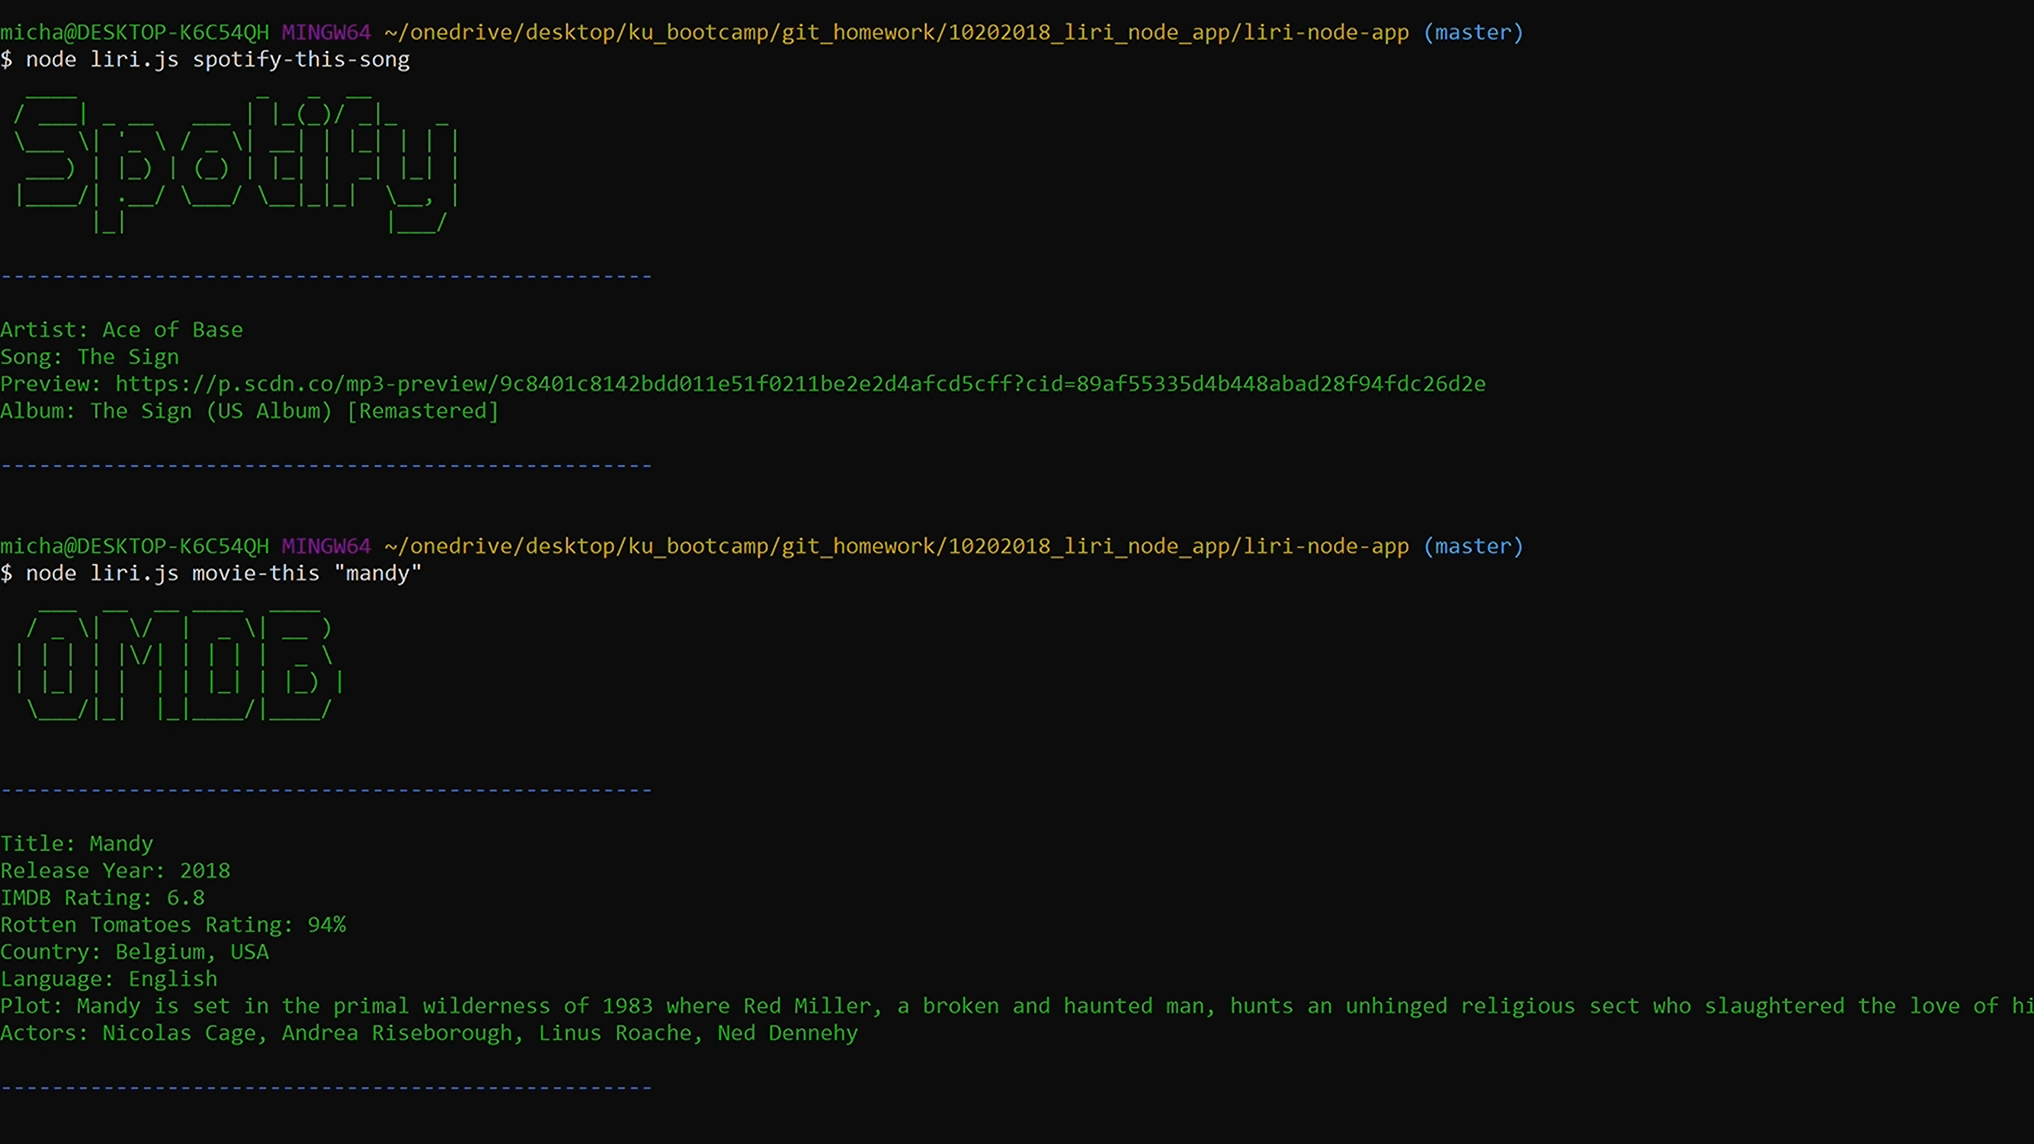 micha@DESKTOP-K6C54QH MINGW64 ~/onedrive/desktop/ku_bootcamp/git_homework/10202018_liri_node_app/liri-node-app (master)
$ node liri.js spotify-this-song
Spotify
--------------------------------------------------
Artist: Ace of Base
Song: The Sign
Preview: https://p.scdn.co/mp3-preview/9c8401c8142bdd011e51f0211be2e2d4afcd5cff?cid=89af55335d4b448abad28f94fdc26d2e
Album: The Sign (US Album) [Remastered]
--------------------------------------------------
micha@DESKTOP-K6C54QH MINGW64 ~/onedrive/desktop/ku_bootcamp/git_homework/10202018_liri_node_app/liri-node-app (master)
$ node liri.js movie-this "mandy"
OMDB
--------------------------------------------------
Title: Mandy
Release Year: 2018
IMDB Rating: 6.8
Rotten Tomatoes Rating: 94%
Country: Belgium, USA
Language: English
Plot: Mandy is set in the primal wilderness of 1983 where Red Miller, a broken and haunted man, hunts an unhinged religious sect who slaughtered the love of hi
Actors: Nicolas Cage, Andrea Riseborough, Linus Roache, Ned Dennehy
--------------------------------------------------